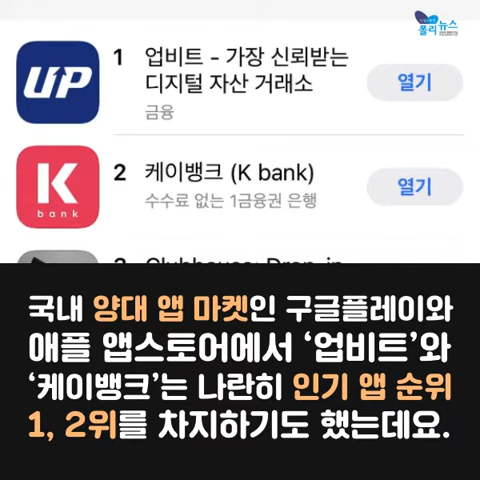 폴리뉴스
UP
1 업비트 - 가장 신뢰받는
디지털 자산 거래소
금융
열기
K
bank
2 케이뱅크 (K bank)
수수료 없는 1금융권 은행
열기
국내 양대 앱 마켓인 구글플레이와
애플 앱스토어에서 ‘업비트’와
‘케이뱅크’는 나란히 인기 앱 순위
1, 2위를 차지하기도 했는데요.